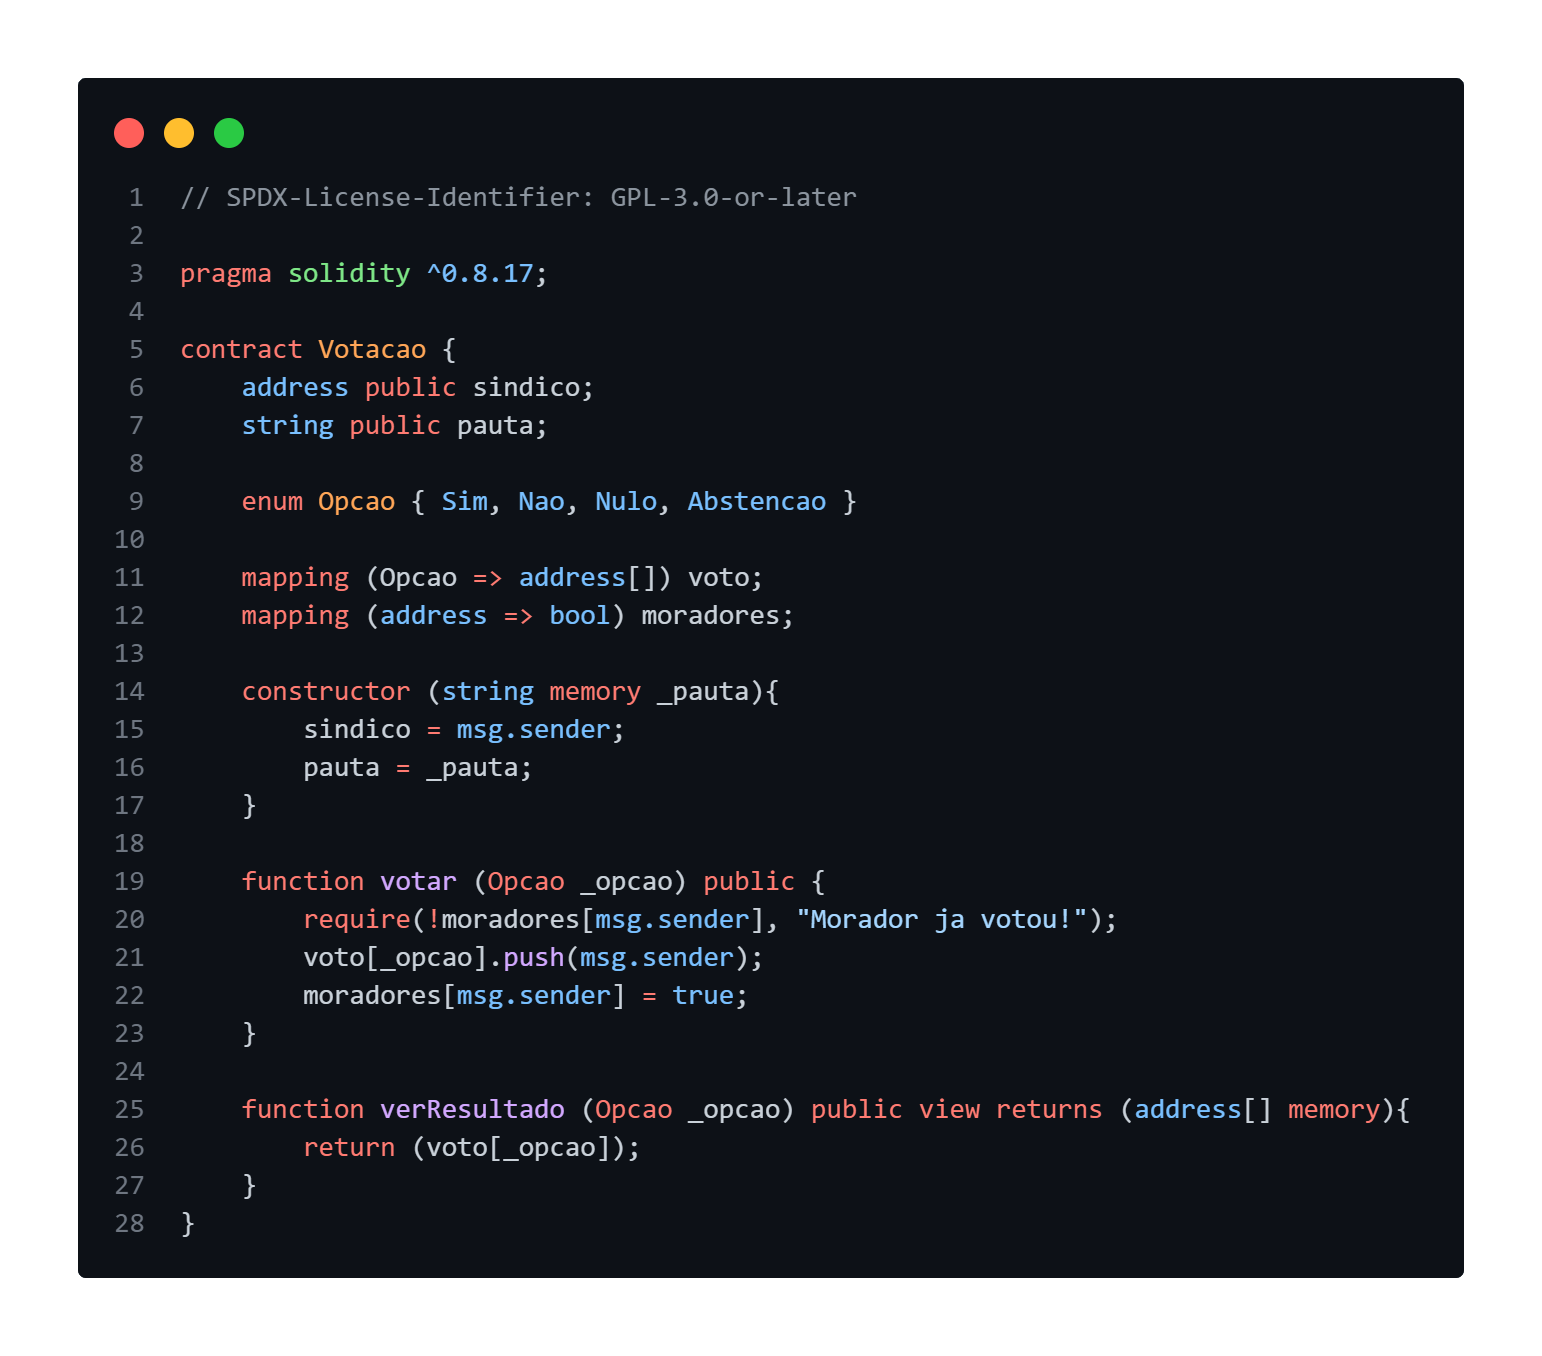 1 // SPDX-License-Identifier: GPL-3.0-or-later
2
3 pragma solidity ^0.8.17;
4
5 contract Votacao {
6     address public sindico;
7     string public pauta;
8
9     enum Opcao { Sim, Nao, Nulo, Abstencao }
10
11     mapping (Opcao => address[]) voto;
12     mapping (address => bool) moradores;
13
14     constructor (string memory _pauta){
15         sindico = msg.sender;
16         pauta = _pauta;
17     }
18
19     function votar (Opcao _opcao) public {
20         require(!moradores[msg.sender], "Morador ja votou!");
21         voto[_opcao].push(msg.sender);
22         moradores[msg.sender] = true;
23     }
24
25     function verResultado (Opcao _opcao) public view returns (address[] memory){
26         return (voto[_opcao]);
27     }
28 }